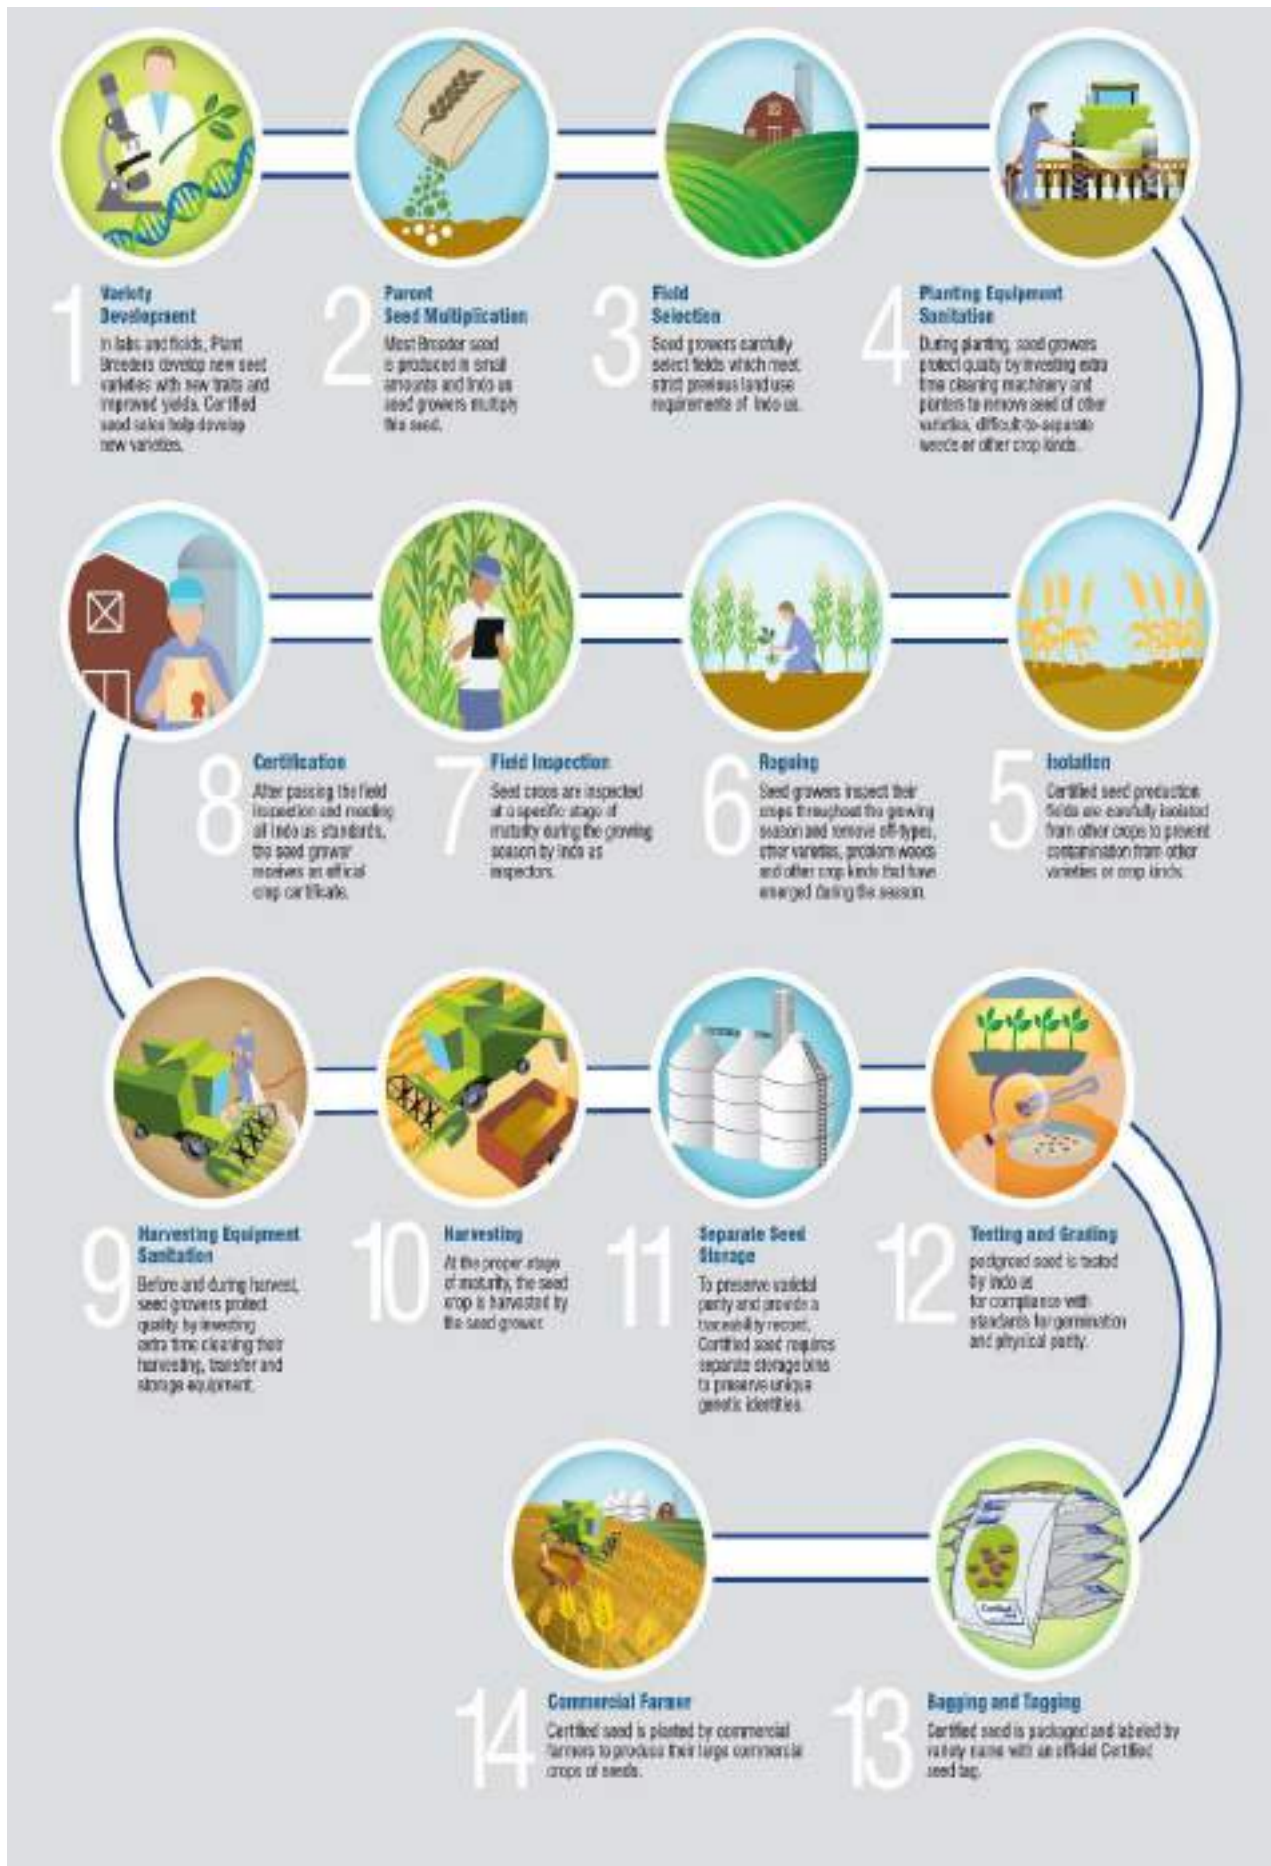 1
Variety
Development
In labs and fields, Plant
Breeders develop new seed
varieties with new traits and
improved yields. Certified
seed sales help develop
new varieties.
2
Parent
Seed Multiplication
Most Breeder seed
is produced in small
amounts and Indo us
seed growers multiply
this seed.
3
Field
Selection
Seed growers carefully
select fields which meet
strict previous land use
requirements of Indo us.
4
Planting Equipment
Sanitation
During planting, seed growers
protect quality by investing extra
time cleaning machinery and
planters to remove seed of other
varieties, difficult-to-separate
weeds or other crop kinds.
8
Certification
After passing the field
inspection and meeting
all Indo us standards,
the seed grower
receives an offical
crop certificate.
7
Field Inspection
Seed crops are inspected
at a specific stage of
maturity during the growing
season by Indo us
inspectors.
6
Roguing
Seed growers inspect their
crops throughout the growing
season and remove off-types,
other varieties, problem weeds
and other crop kinds that have
emerged during the season.
5
Isolation
Certified seed production
fields are carefully isolated
from other crops to prevent
contamination from other
varieties or crop kinds.
9
Harvesting Equipment
Sanitation
Before and during harvest,
seed growers protect
quality by investing
extra time cleaning their
harvesting, transfer and
storage equipment.
10
Harvesting
At the proper stage
of maturity, the seed
crop is harvested by
the seed grower.
11
Separate Seed
Storage
To preserve varietal
purity and provide a
traceability record,
Certified seed requires
separate storage bins
to preserve unique
genetic identities.
12
Testing and Grading
pedigreed seed is tested
by Indo us
for compliance with
standards for germination
and physical purity.
Certified
14
Commercial Farmer
Certified seed is planted by commercial
farmers to produce their large commercial
crops of seeds.
13
Bagging and Tagging
Certified seed is packaged and labeled by
variety name with an official Certified
seed tag.